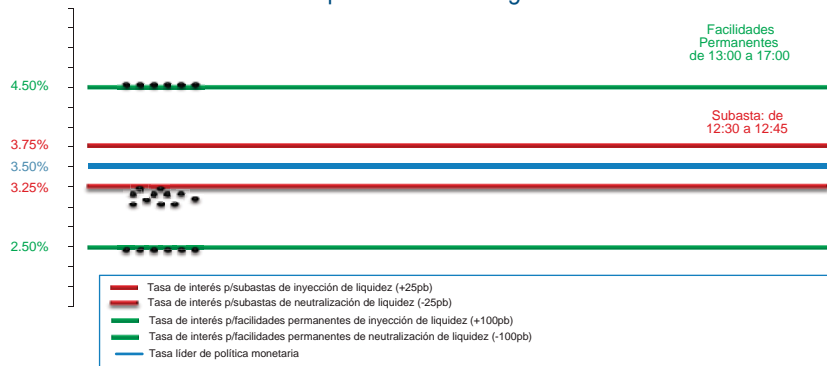 Facilidades
Permanentes
de 13:00 a 17:00
4.50%
Subasta: de
12:30 a 12:45
3.75%
3.50%
3.25%
2.50%
Tasa de interés p/subastas de inyección de liquidez (+25pb)
Tasa de interés p/subastas de neutralización de liquidez (-25pb)
Tasa de interés p/facilidades permanentes de inyección de liquidez (+100pb)
Tasa de interés p/facilidades permanentes de neutralización de liquidez (-100pb)
Tasa líder de política monetaria